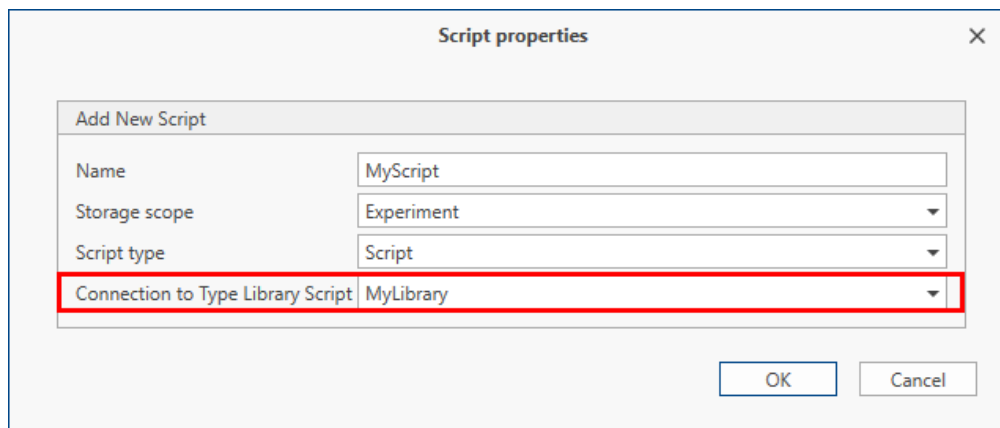 Script properties
Add New Script
Name MyScript
Storage scope Experiment
Script type Script
Connection to Type Library Script MyLibrary
OK Cancel